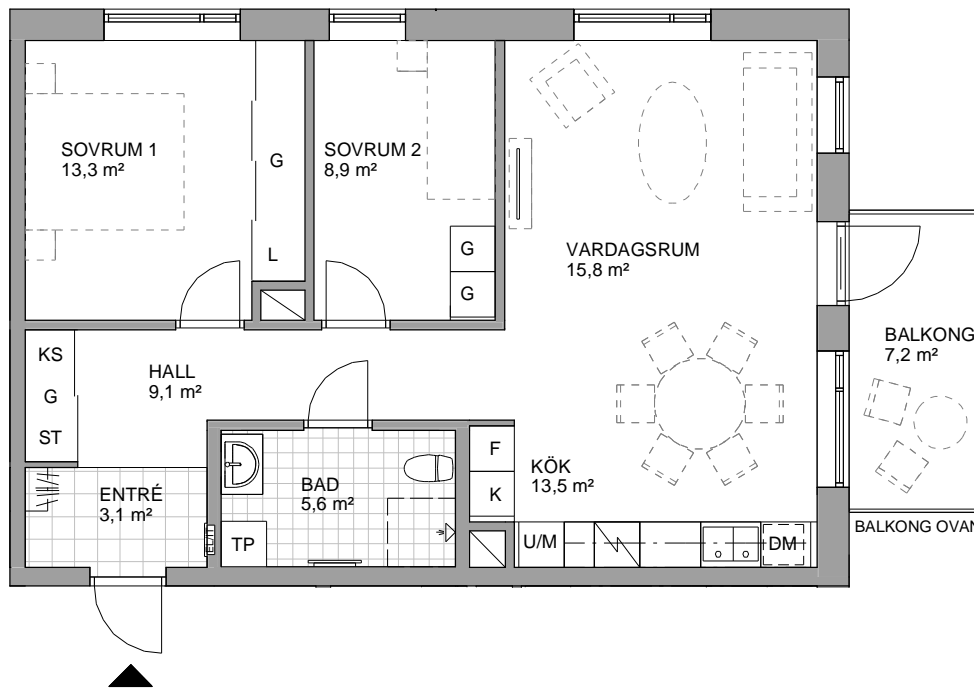 SOVRUM 1
13,3 m²
G
L
SOVRUM 2
8,9 m²
G
G
VARDAGSRUM
15,8 m²
BALKONG
7,2 m²
KS
G
ST
HALL
9,1 m²
F
K
KÖK
13,5 m²
ENTRÉ
3,1 m²
BAD
5,6 m²
TP
U/M
DM
BALKONG OVAN